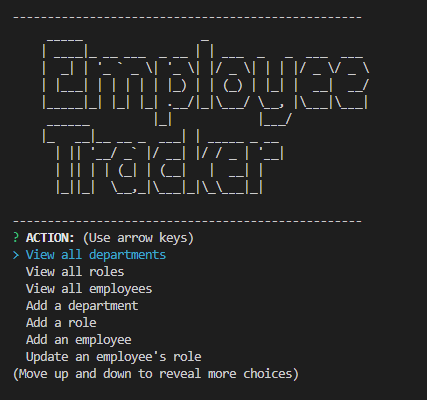 Employee
Tracker
? ACTION: (Use arrow keys)
> View all departments
View all roles
View all employees
Add a department
Add a role
Add an employee
Update an employee's role
(Move up and down to reveal more choices)